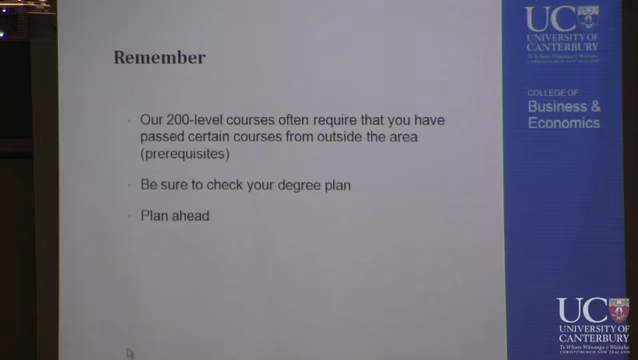 Remember
Our 200-level courses often require that you have
passed certain courses from outside the area
(prerequisites)
Be sure to check your degree plan
Plan ahead
UC
UNIVERSITY OF
CANTERBURY
Te Whare Wānanga o Waitaha
CHRISTCHURCH NEW ZEALAND
COLLEGE OF
Business &
Economics
UC
UNIVERSITY OF
CANTERBURY
Te Whare Wānanga o Waitaha
CHRISTCHURCH NEW ZEALAND